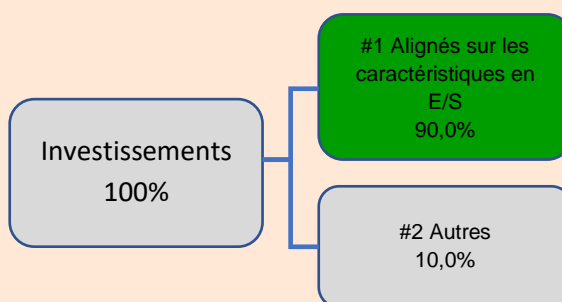 Investissements
100%
#1 Alignés sur les
caractéristiques en
E/S
90,0%
#2 Autres
10,0%